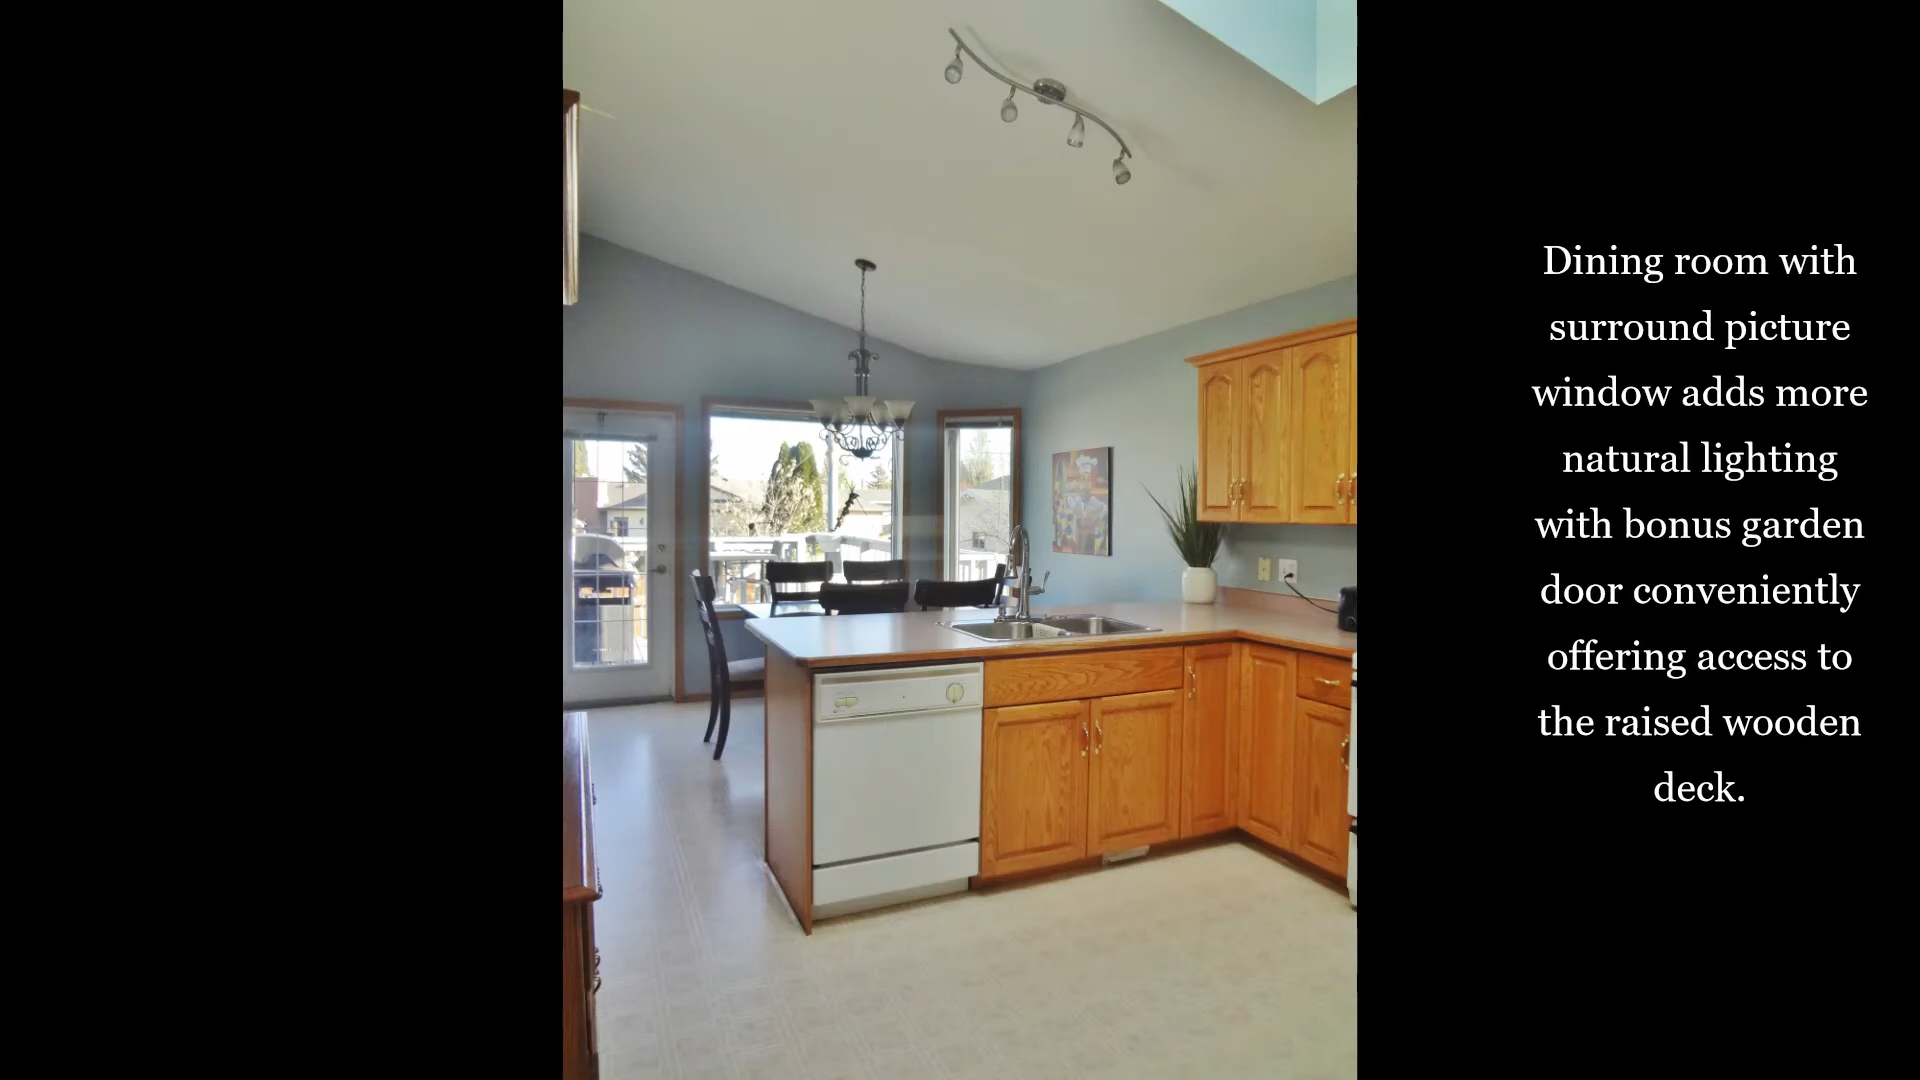 Dining room with
surround picture
window adds more
natural lighting
with bonus garden
door conveniently
offering access to
the raised wooden
deck.